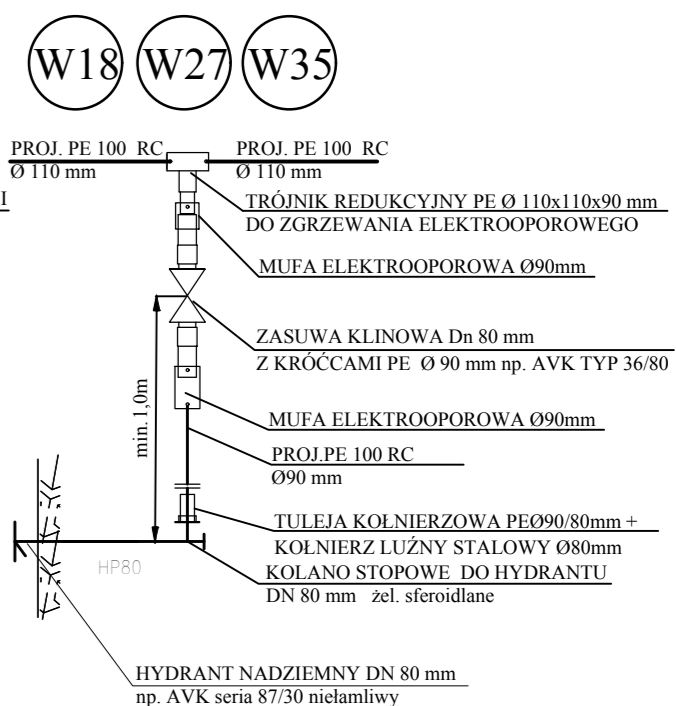 W18 W27 W35
PROJ. PE 100 RC
Ø 110 mm
PROJ. PE 100 RC
Ø 110 mm
I
TRÓJNIK REDUKCYJNY PE Ø 110x110x90 mm
DO ZGRZEWANIA ELEKTROOPOROWEGO
MUFA ELEKTROOPOROWA Ø90mm
ZASUWA KLINOWA Dn 80 mm
Z KRÓĆCAMI PE Ø 90 mm np. AVK TYP 36/80
min.1,0m
MUFA ELEKTROOPOROWA Ø90mm
PROJ.PE 100 RC
Ø90 mm
TULEJA KOŁNIERZOWA PEØ90/80mm +
KOŁNIERZ LUŹNY STALOWY Ø80mm
HP80
KOLANO STOPOWE DO HYDRANTU
DN 80 mm żel. sferoidlane
HYDRANT NADZIEMNY DN 80 mm
np. AVK seria 87/30 niełamliwy